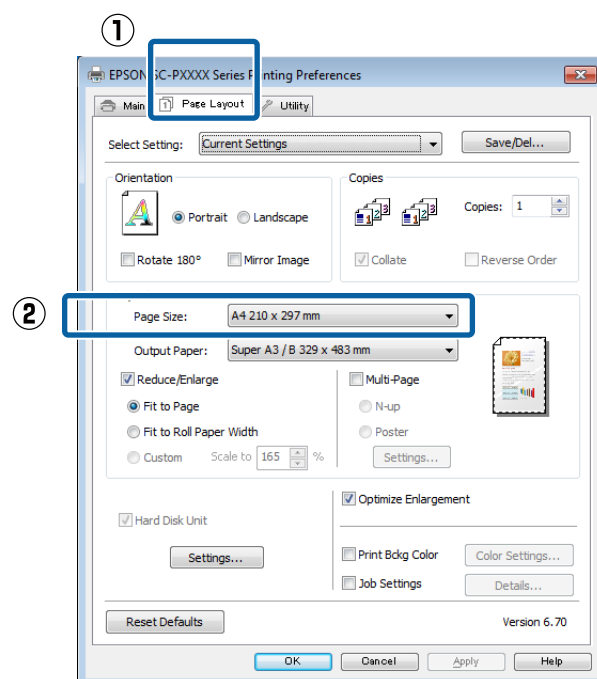 ①
EPSON SC-PXXXX Series Printing Preferences
Main Page Layout Utility
Select Setting: Current Settings Save/Del...
Orientation Copies
Portrait Landscape Copies: 1
Rotate 180° Mirror Image Collate Reverse Order
②
Page Size: A4 210 x 297 mm
Output Paper: Super A3 / B 329 x 483 mm
Reduce/Enlarge Multi-Page
Fit to Page N-up
Fit to Roll Paper Width Poster
Custom Scale to 165 % Settings...
Optimize Enlargement
Hard Disk Unit
Settings... Print Bckg Color Color Settings...
Job Settings Details...
Reset Defaults Version 6.70
OK Cancel Apply Help